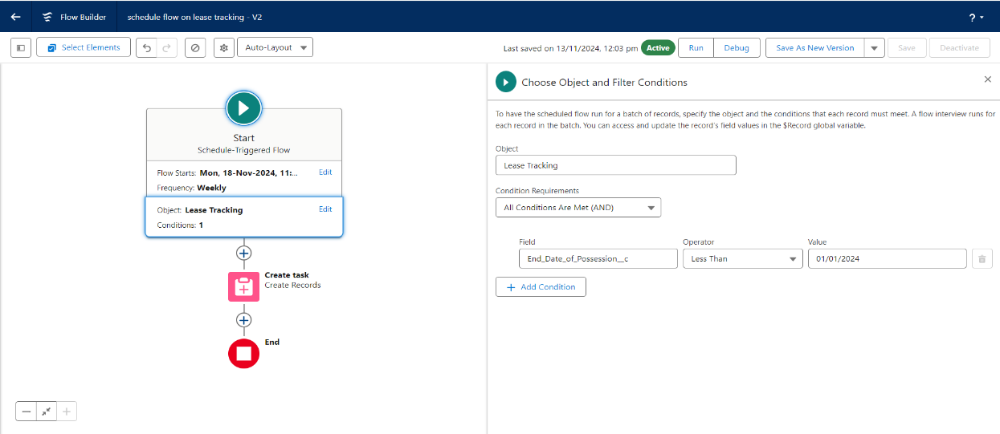 Flow Builder
schedule flow on lease tracking - V2
?
Select Elements
Auto-Layout
Last saved on 13/11/2024, 12:03 pm
Active
Run
Debug
Save As New Version
Save
Deactivate
Start
Schedule-Triggered Flow
Flow Starts: Mon, 18-Nov-2024, 11:...
Edit
Frequency: Weekly
Object: Lease Tracking
Edit
Conditions: 1
Create task
Create Records
End
Choose Object and Filter Conditions
To have the scheduled flow run for a batch of records, specify the object and the conditions that each record must meet. A flow interview runs for
each record in the batch. You can access and update the record's field values in the $Record global variable.
Object
Lease Tracking
Condition Requirements
All Conditions Are Met (AND)
Field
Operator
Value
End_Date_of_Possession__c
Less Than
01/01/2024
+ Add Condition